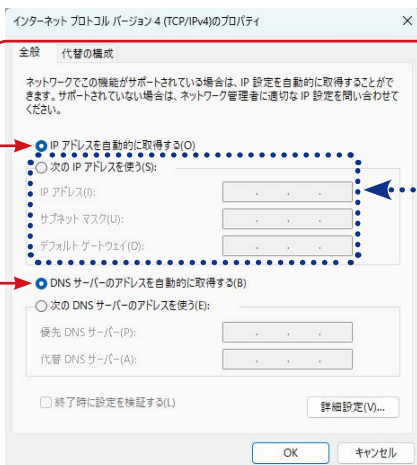 インターネット プロトコル バージョン 4 (TCP/IPv4)のプロパティ
全般 代替の構成
ネットワークでこの機能がサポートされている場合は、IP 設定を自動的に取得することがで
きます。サポートされていない場合は、ネットワーク管理者に適切な IP 設定を問い合わせて
ください。
IP アドレスを自動的に取得する(O)
次の IP アドレスを使う(S):
IP アドレス(I):
サブネット マスク(U):
デフォルト ゲートウェイ(D):
DNS サーバーのアドレスを自動的に取得する(B)
次の DNS サーバーのアドレスを使う(E):
優先 DNS サーバー(P):
代替 DNS サーバー(A):
終了時に設定を検証する(L)
詳細設定(V)...
OK キャンセル